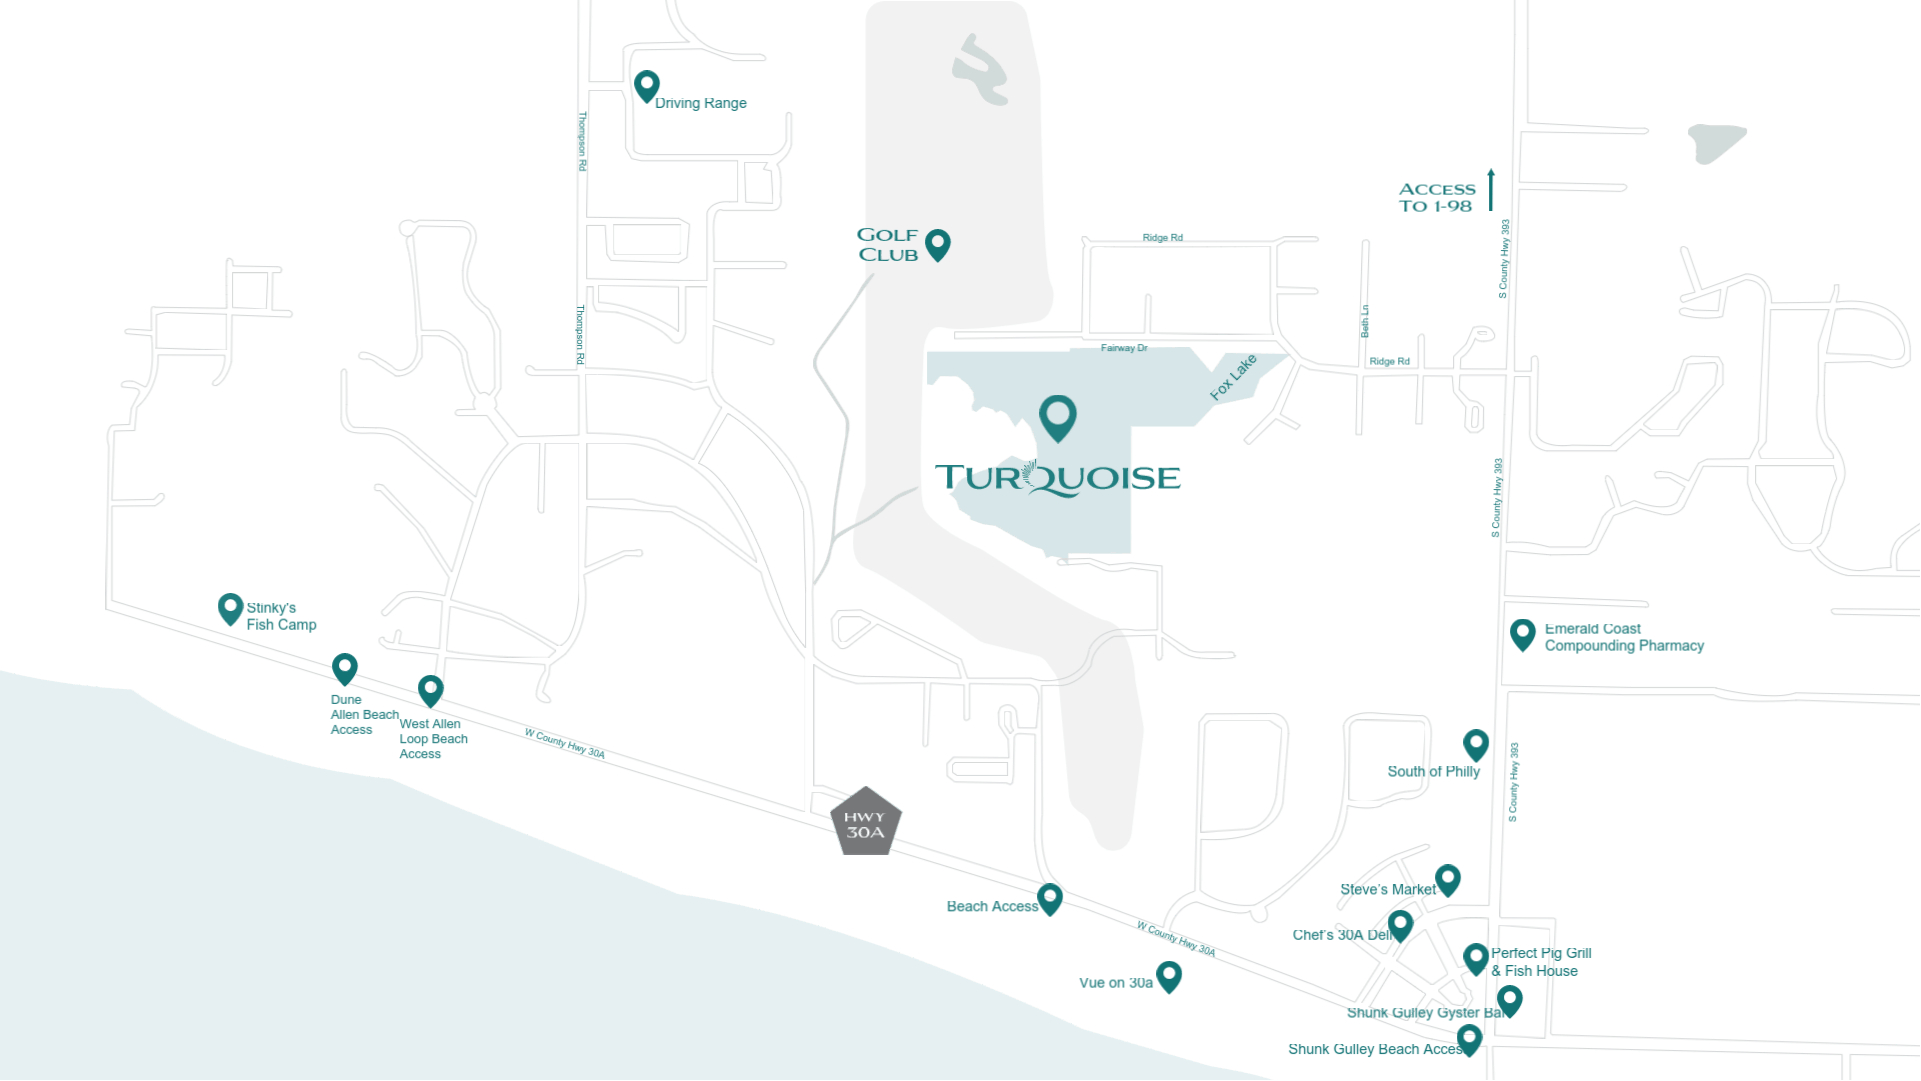 Driving Range
Thompson Rd
ACCESS
TO 1-98
GOLF
CLUB
Ridge Rd
S County Hwy 393
Thompson Rd
Beth Ln
Fairway Dr
Ridge Rd
Fox Lake
TURQUOISE
S County Hwy 393
Stinky's
Fish Camp
Emerald Coast
Compounding Pharmacy
Dune
Allen Beach
Access
West Allen
Loop Beach
Access
W County Hwy 30A
South of Philly
S County Hwy 393
HWY
30A
Steve's Market
Beach Access
Chef's 30A Deli
W County Hwy 30A
Perfect Pig Grill
& Fish House
Vue on 30a
Shunk Gulley Gyster Bar
Shunk Gulley Beach Access